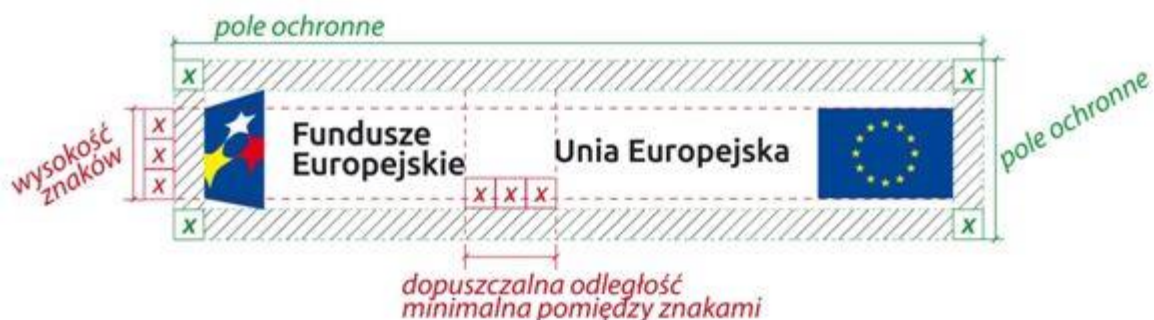 pole ochronne
x
x
wysokość
znaków
x
x
x
Fundusze
Europejskie
x x x
Unia Europejska
pole ochronne
x
x
dopuszczalna odległość
minimalna pomiędzy znakami